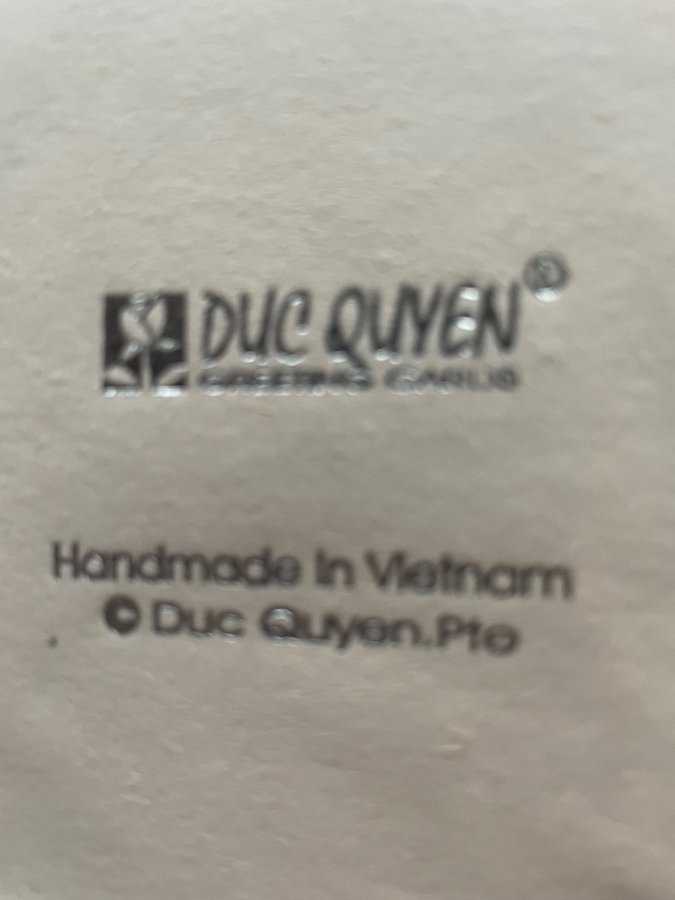 DUC QUYEN®
GREETING CARDS
Handmade In Vietnam
© Duc Quyen.Pte